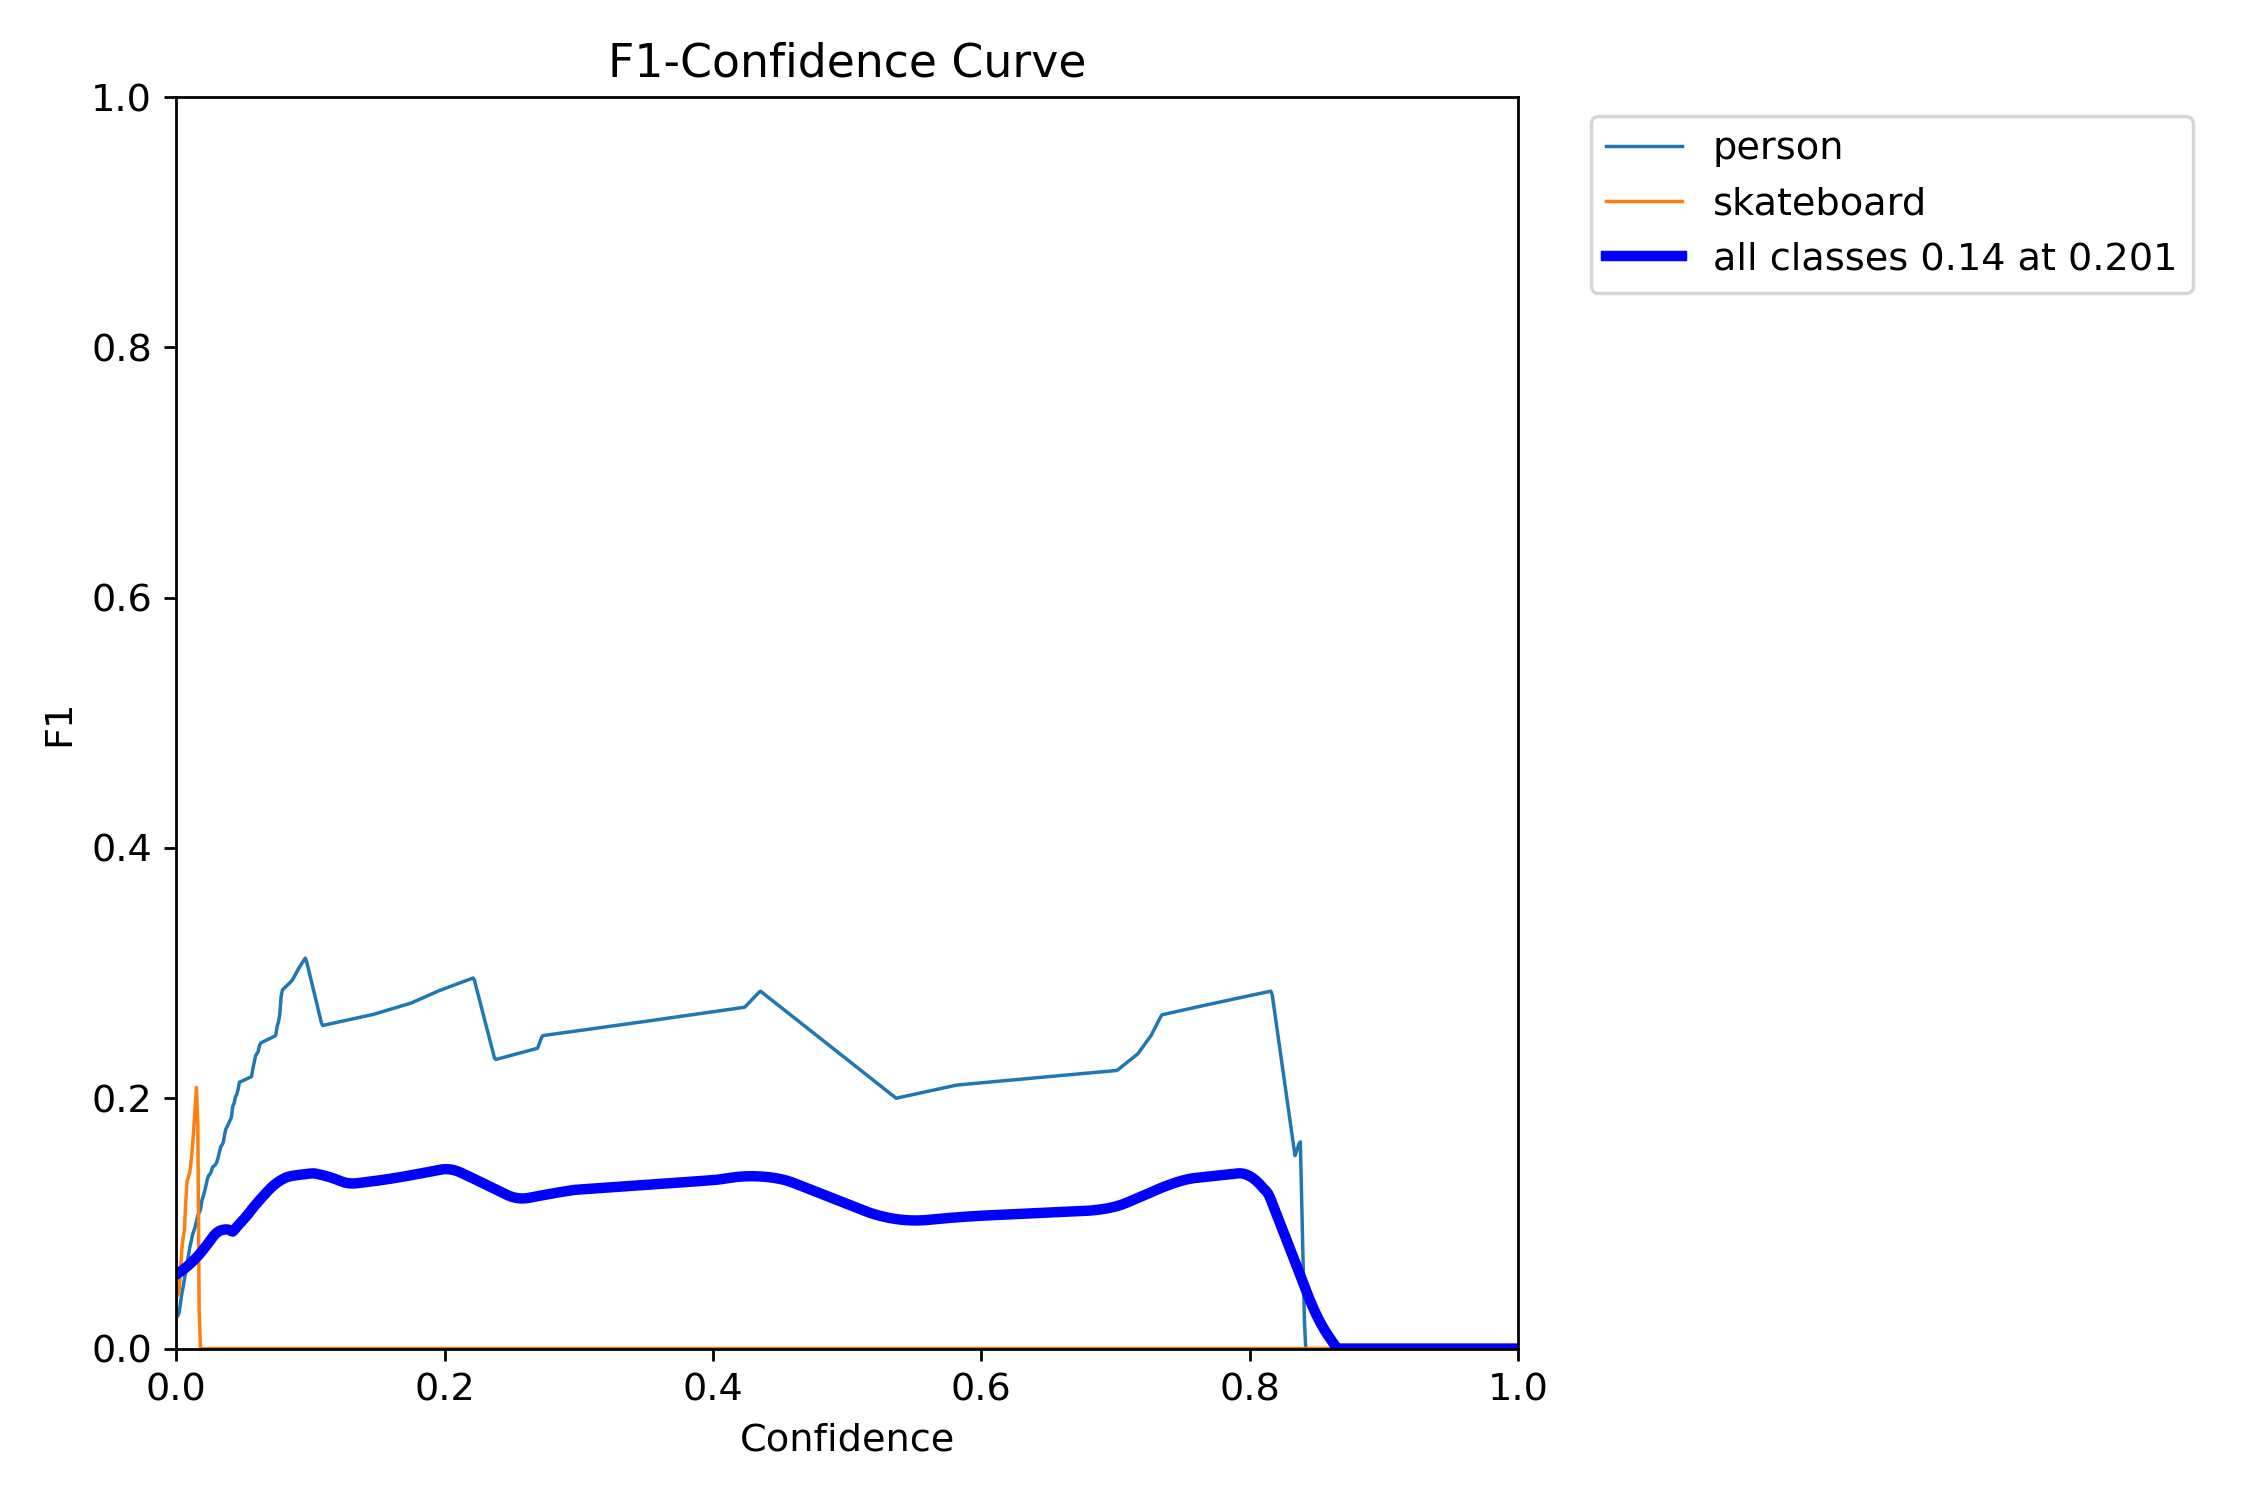 F1-Confidence Curve
person
skateboard
all classes 0.14 at 0.201
1.0
0.8
0.6
0.4
0.2
0.0
F1
0.0 0.2 0.4 0.6 0.8 1.0
Confidence